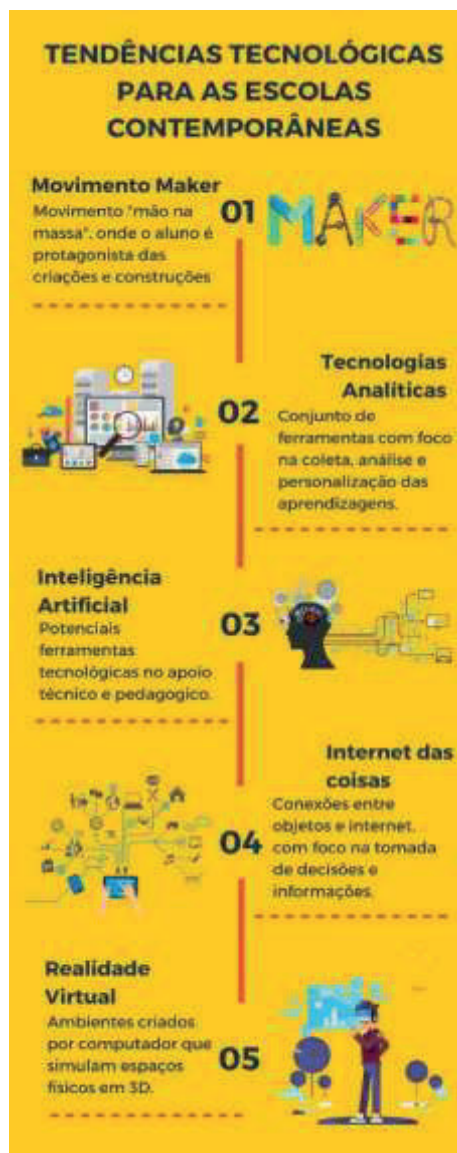 TENDÊNCIAS TECNOLÓGICAS
PARA AS ESCOLAS
CONTEMPORÂNEAS
Movimento Maker
Movimento "mão na
massa", onde o aluno é
protagonista das
criações e construções
01
MAKER
Tecnologias
Analíticas
02
Conjunto de
ferramentas com foco
na coleta, análise e
personalização das
aprendizagens.
Inteligência
Artificial
03
Potenciais
ferramentas
tecnológicas no apoio
técnico e pedagogico.
Internet das
coisas
04
Conexões entre
objetos e internet,
com foco na tomada
de decisões e
informações.
Realidade
Virtual
05
Ambientes criados
por computador que
simulam espaços
físicos em 3D.